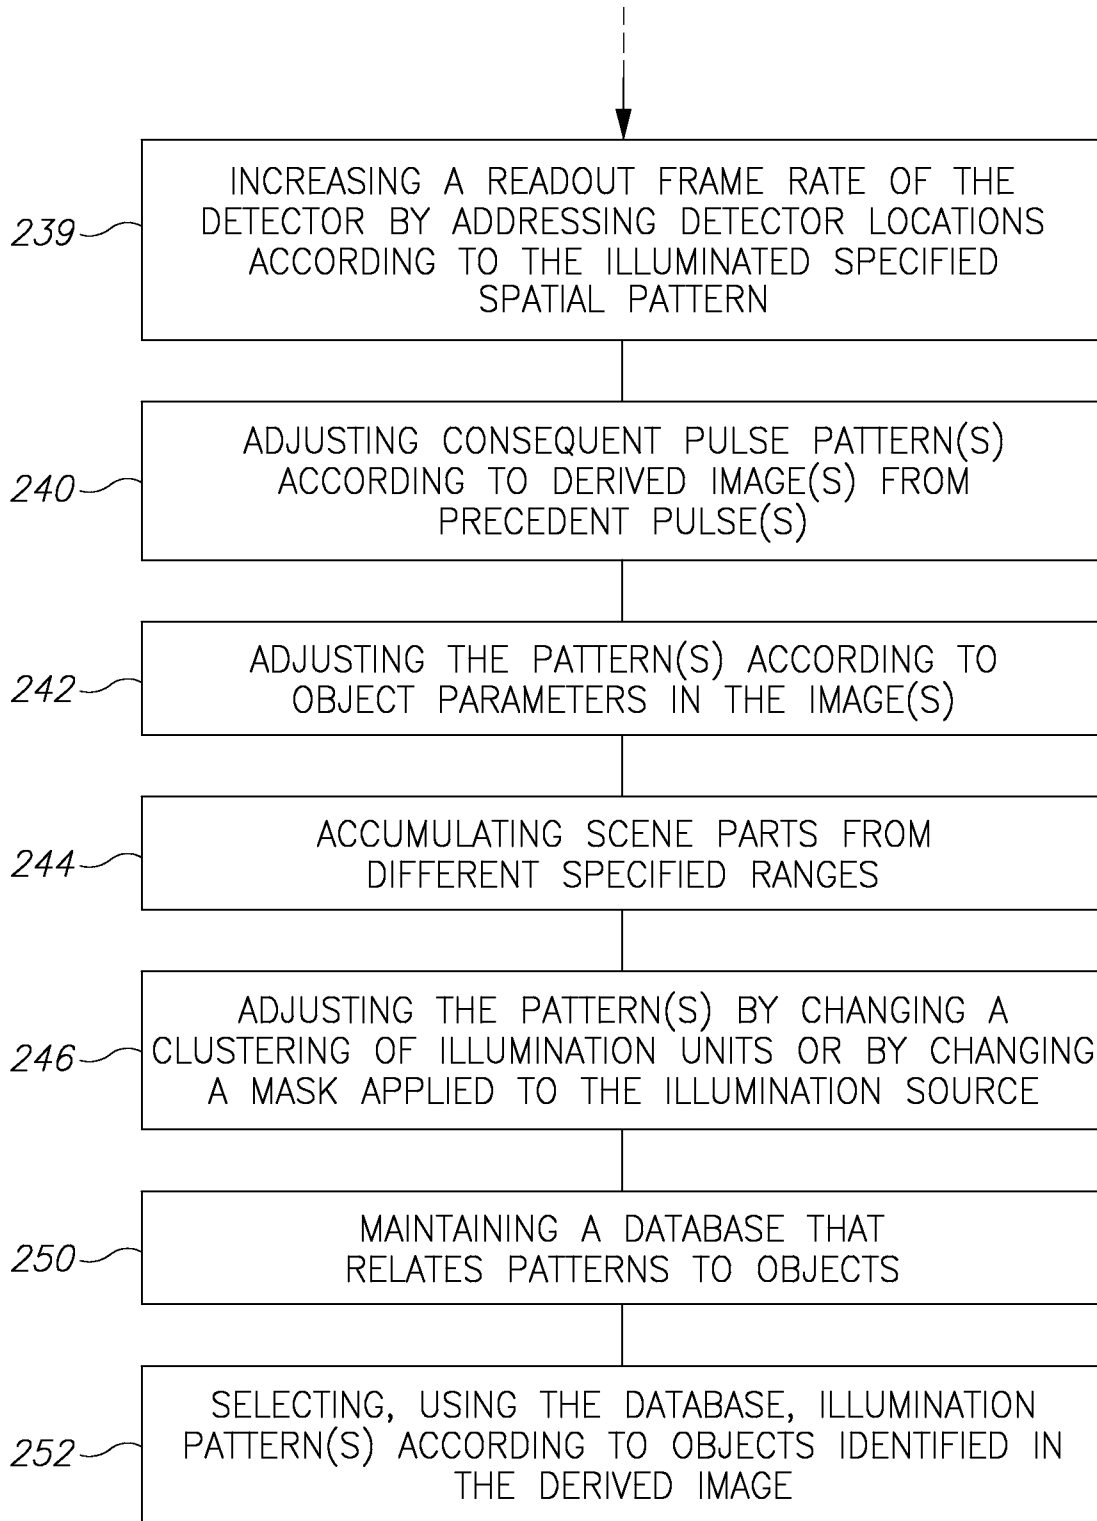 INCREASING A READOUT FRAME RATE OF THE
DETECTOR BY ADDRESSING DETECTOR LOCATIONS
ACCORDING TO THE ILLUMINATED SPECIFIED
SPATIAL PATTERN
239
ADJUSTING CONSEQUENT PULSE PATTERN(S)
ACCORDING TO DERIVED IMAGE(S) FROM
PRECEDENT PULSE(S)
240
ADJUSTING THE PATTERN(S) ACCORDING TO
OBJECT PARAMETERS IN THE IMAGE(S)
242
ACCUMULATING SCENE PARTS FROM
DIFFERENT SPECIFIED RANGES
244
ADJUSTING THE PATTERN(S) BY CHANGING A
CLUSTERING OF ILLUMINATION UNITS OR BY CHANGING
A MASK APPLIED TO THE ILLUMINATION SOURCE
246
MAINTAINING A DATABASE THAT
RELATES PATTERNS TO OBJECTS
250
SELECTING, USING THE DATABASE, ILLUMINATION
PATTERN(S) ACCORDING TO OBJECTS IDENTIFIED IN
THE DERIVED IMAGE
252